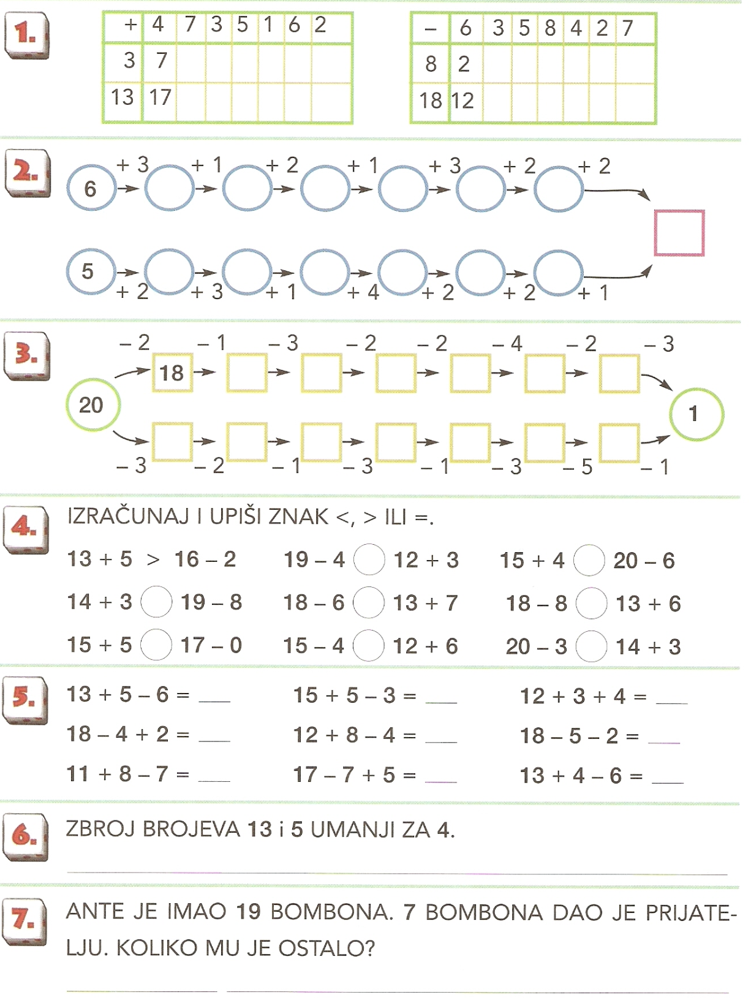 1.
+ 4 7 3 5 1 6 2
3 7
13 17
– 6 3 5 8 4 2 7
8 2
18 12
2.
+ 3 + 1 + 2 + 1 + 3 + 2 + 2
6
5
+ 2 + 3 + 1 + 4 + 2 + 2 + 1
3.
– 2 – 1 – 3 – 2 – 2 – 4 – 2 – 3
18
20
1
– 3 – 2 – 1 – 3 – 1 – 3 – 5 – 1
4.
IZRAČUNAJ I UPIŠI ZNAK <, > ILI =.
13 + 5 > 16 – 2 19 – 4 12 + 3 15 + 4 20 – 6
14 + 3 19 – 8 18 – 6 13 + 7 18 – 8 13 + 6
15 + 5 17 – 0 15 – 4 12 + 6 20 – 3 14 + 3
5.
13 + 5 – 6 = ___ 15 + 5 – 3 = ___ 12 + 3 + 4 = ___
18 – 4 + 2 = ___ 12 + 8 – 4 = ___ 18 – 5 – 2 = ___
11 + 8 – 7 = ___ 17 – 7 + 5 = ___ 13 + 4 – 6 = ___
6.
ZBROJ BROJEVA 13 i 5 UMANJI ZA 4.
7.
ANTE JE IMAO 19 BOMBONA. 7 BOMBONA DAO JE PRIJATE-
LJU. KOLIKO MU JE OSTALO?